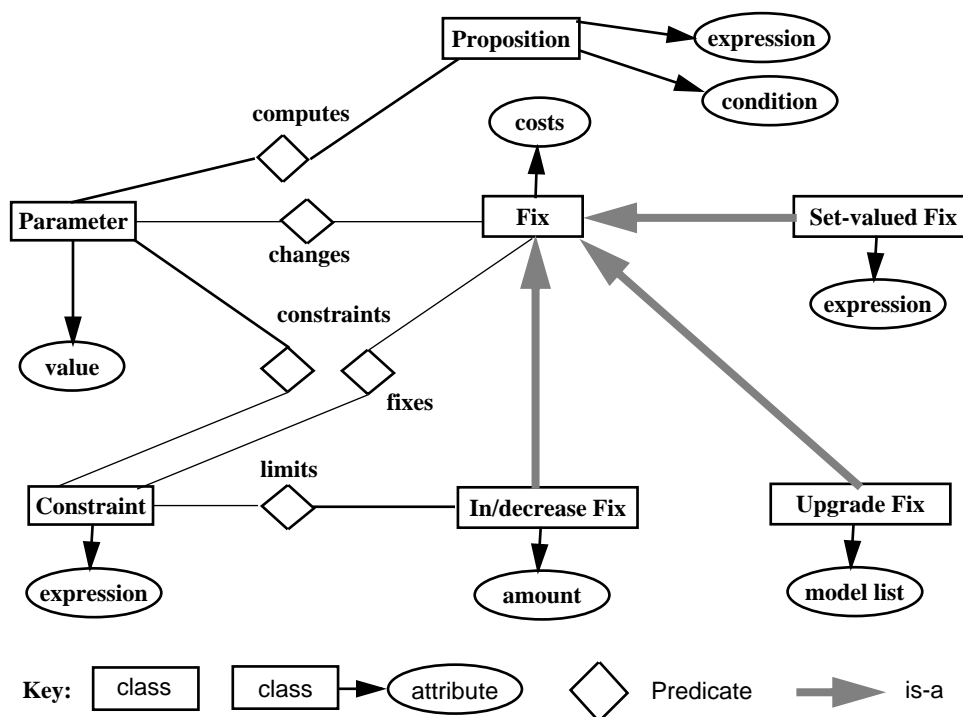 Proposition
expression
condition
computes
costs
Parameter
Fix
Set-valued Fix
changes
expression
constraints
value
fixes
limits
Constraint
In/decrease Fix
Upgrade Fix
expression
amount
model list
Key:
class
class
attribute
Predicate
is-a